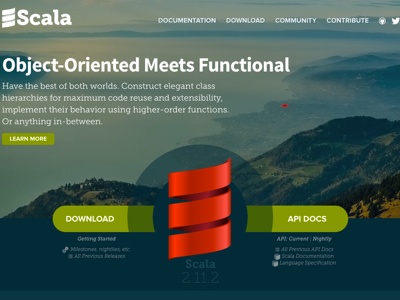 Scala
DOCUMENTATION DOWNLOAD COMMUNITY CONTRIBUTE
Object-Oriented Meets Functional
Have the best of both worlds. Construct elegant class
hierarchies for maximum code reuse and extensibility,
implement their behavior using higher-order functions.
Or anything in-between.
LEARN MORE
DOWNLOAD
API DOCS
Getting Started
API: Current | Nightly
Milestones, nightlies, etc.
All Previous Releases
All Previous API Docs
Scala Documentation
Language Specification
Scala
2.11.2